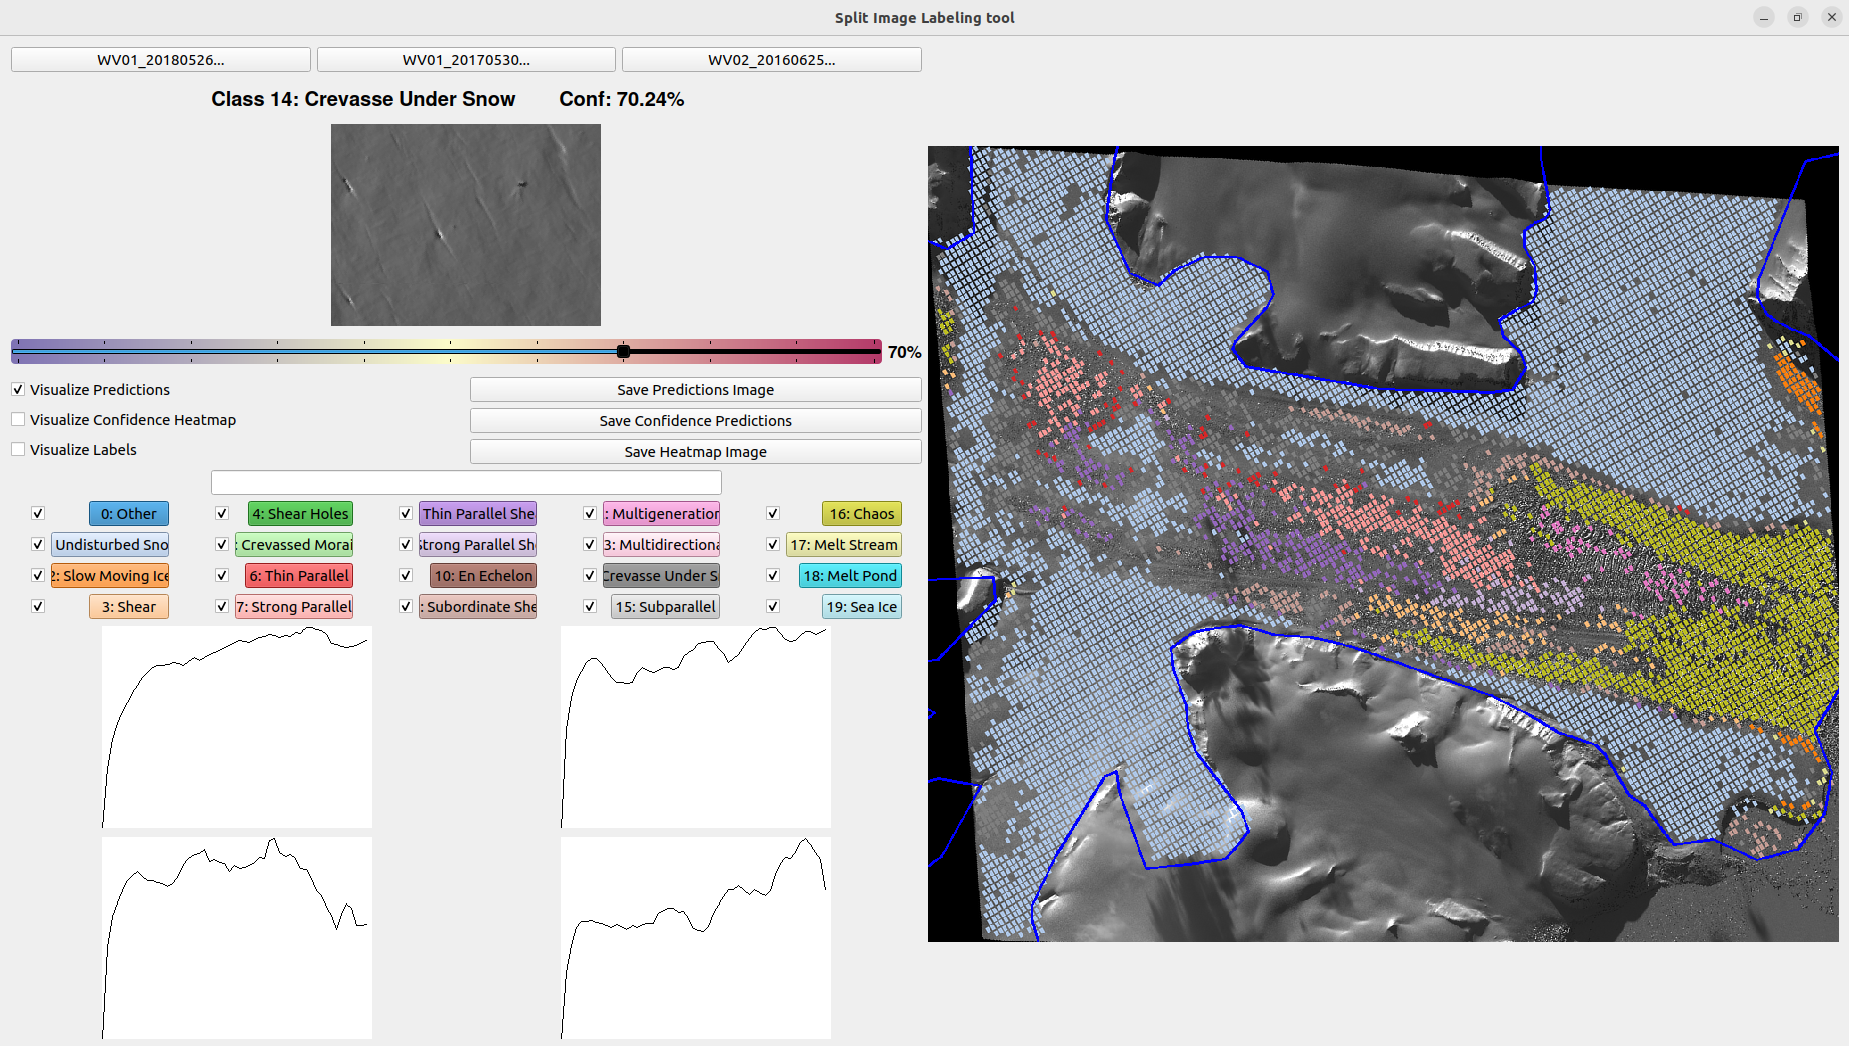 Split Image Labeling tool
WV01_20180526... WV01_20170530... WV02_20160625...
Class 14: Crevasse Under Snow Conf: 70.24%
70%
Visualize Predictions Save Predictions Image
Visualize Confidence Heatmap Save Confidence Predictions
Visualize Labels Save Heatmap Image
0: Other 4: Shear Holes Thin Parallel She : Multigeneration 16: Chaos
Undisturbed Sno : Crevassed Morai Strong Parallel Sh 3: Multidirectiona 17: Melt Stream
2: Slow Moving Ice 6: Thin Parallel 10: En Echelon Crevasse Under S 18: Melt Pond
3: Shear 7: Strong Parallel : Subordinate She 15: Subparallel 19: Sea Ice